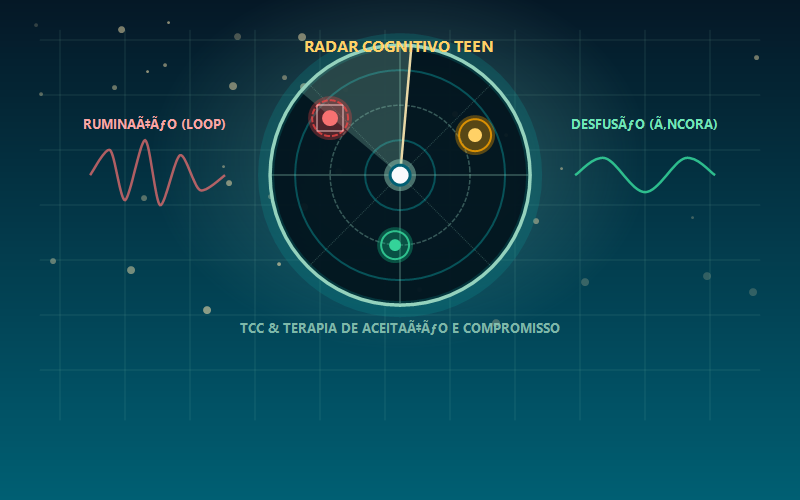 RADAR COGNITIVO TEEN
RUMINAÃ‡ÃƒO (LOOP)
DESFUSÃƒO (Ã‚NCORA)
TCC & TERAPIA DE ACEITAÃ‡ÃƒO E COMPROMISSO